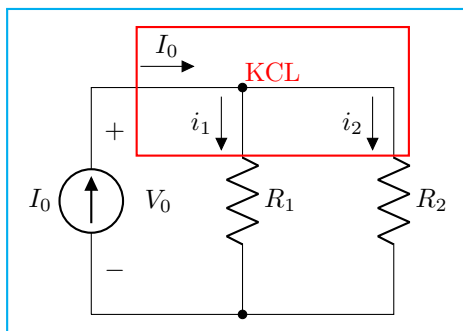 I₀
KCL
+
i₁
i₂
I₀
V₀
R₁
R₂
−